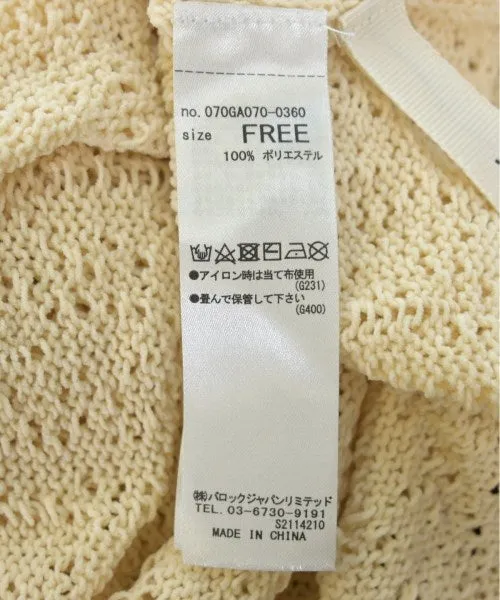 no. 070GA070-0360
size FREE
100% ポリエステル
●アイロン時は当て布使用
(G231)
●畳んで保管して下さい
(G400)
㈱バロックジャパンリミテッド
TEL. 03-6730-9191
S2114210
MADE IN CHINA